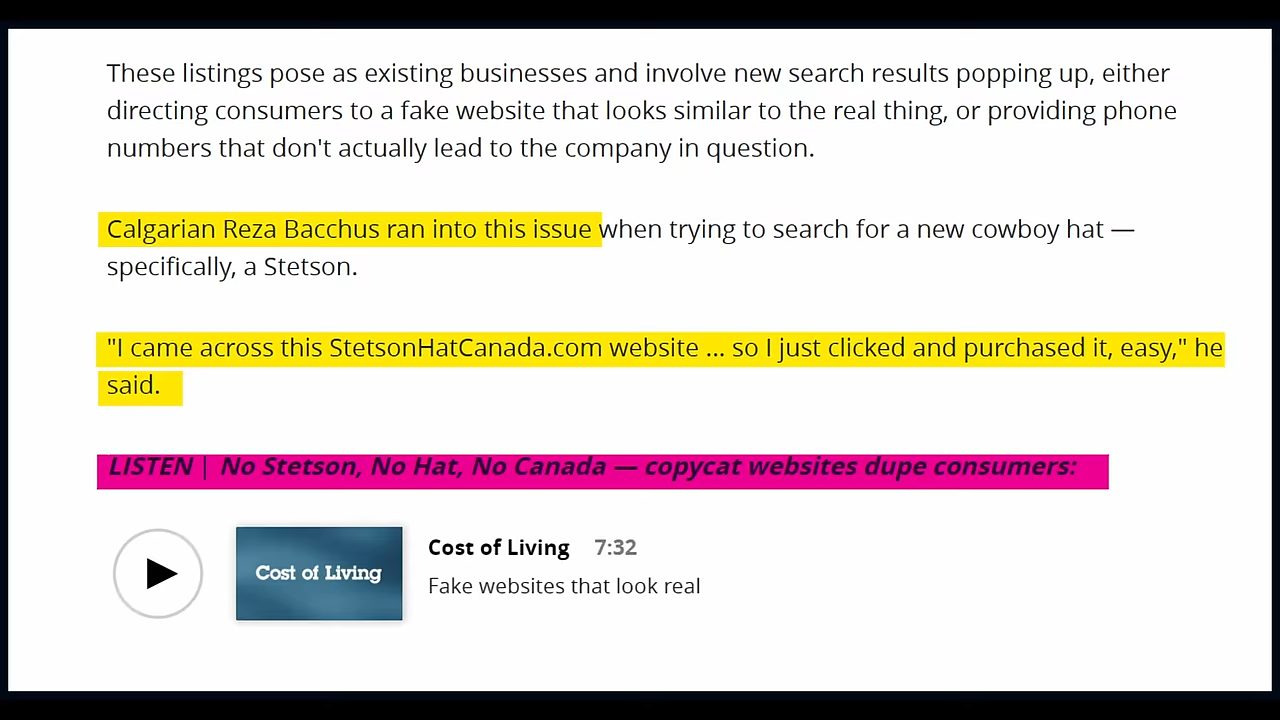 These listings pose as existing businesses and involve new search results popping up, either
directing consumers to a fake website that looks similar to the real thing, or providing phone
numbers that don't actually lead to the company in question.
Calgarian Reza Bacchus ran into this issue when trying to search for a new cowboy hat —
specifically, a Stetson.
"I came across this StetsonHatCanada.com website ... so I just clicked and purchased it, easy," he
said.
LISTEN | No Stetson, No Hat, No Canada — copycat websites dupe consumers:
Cost of Living
Cost of Living 7:32
Fake websites that look real